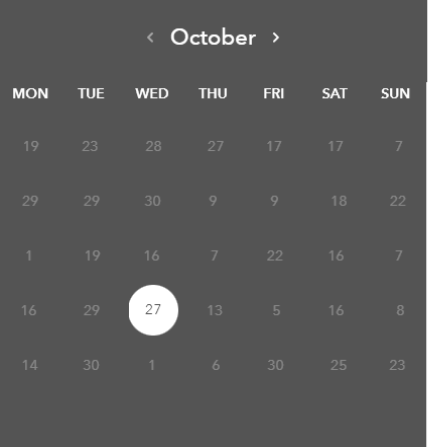 ‹ October ›
MON TUE WED THU FRI SAT SUN
19 23 28 27 17 17 7
29 29 30 9 9 18 22
1 19 16 7 22 16 7
16 29 27 13 5 16 8
14 30 1 6 30 25 23